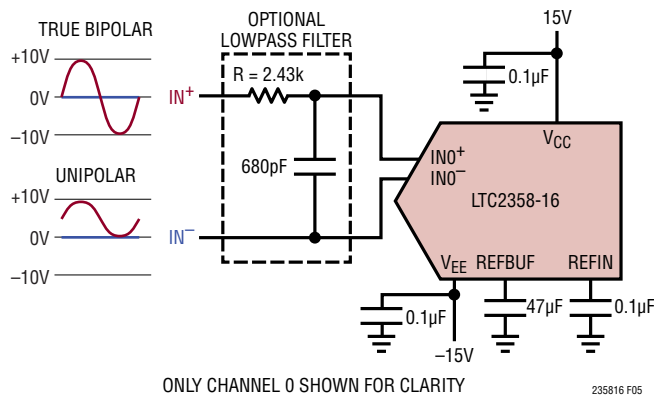 TRUE BIPOLAR
+10V
0V
–10V
UNIPOLAR
+10V
0V
–10V
OPTIONAL
LOWPASS FILTER
IN+
R = 2.43k
680pF
IN–
15V
0.1µF
VCC
IN0+
IN0–
LTC2358-16
VEE
REFBUF
REFIN
0.1µF
47µF
0.1µF
–15V
ONLY CHANNEL 0 SHOWN FOR CLARITY
235816 F05